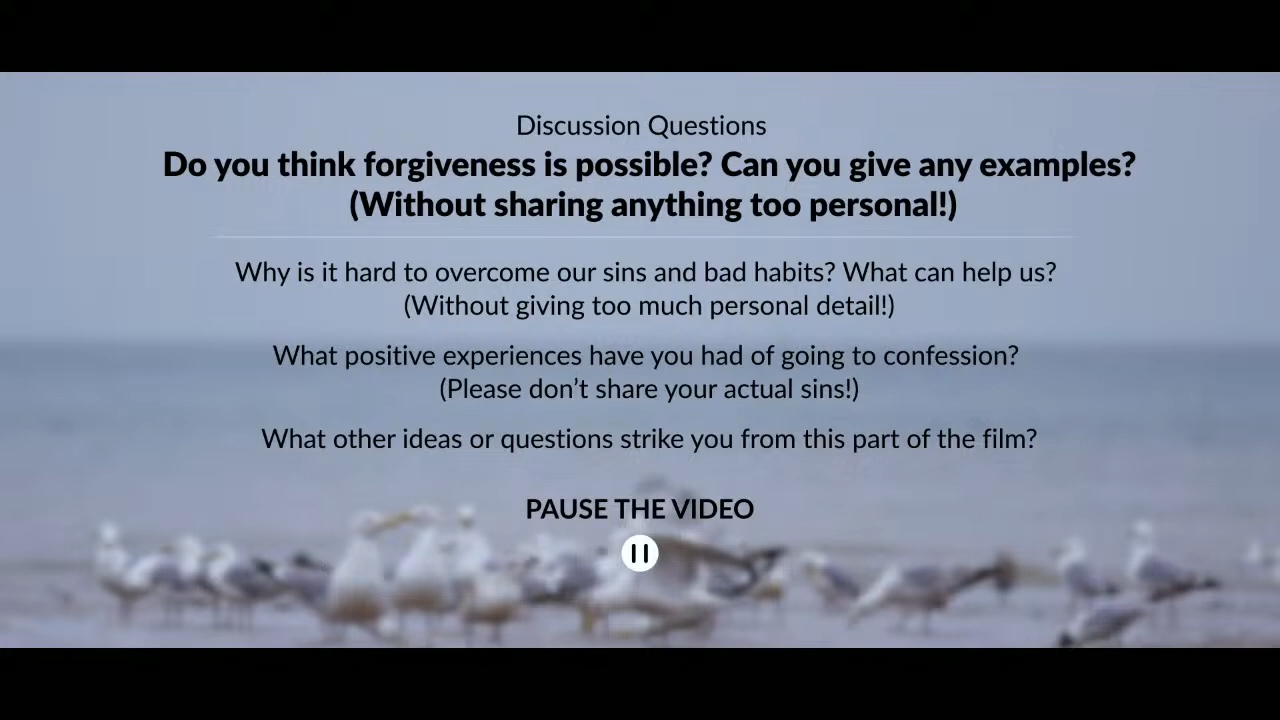 Discussion Questions
Do you think forgiveness is possible? Can you give any examples?
(Without sharing anything too personal!)
Why is it hard to overcome our sins and bad habits? What can help us?
(Without giving too much personal detail!)
What positive experiences have you had of going to confession?
(Please don’t share your actual sins!)
What other ideas or questions strike you from this part of the film?
PAUSE THE VIDEO